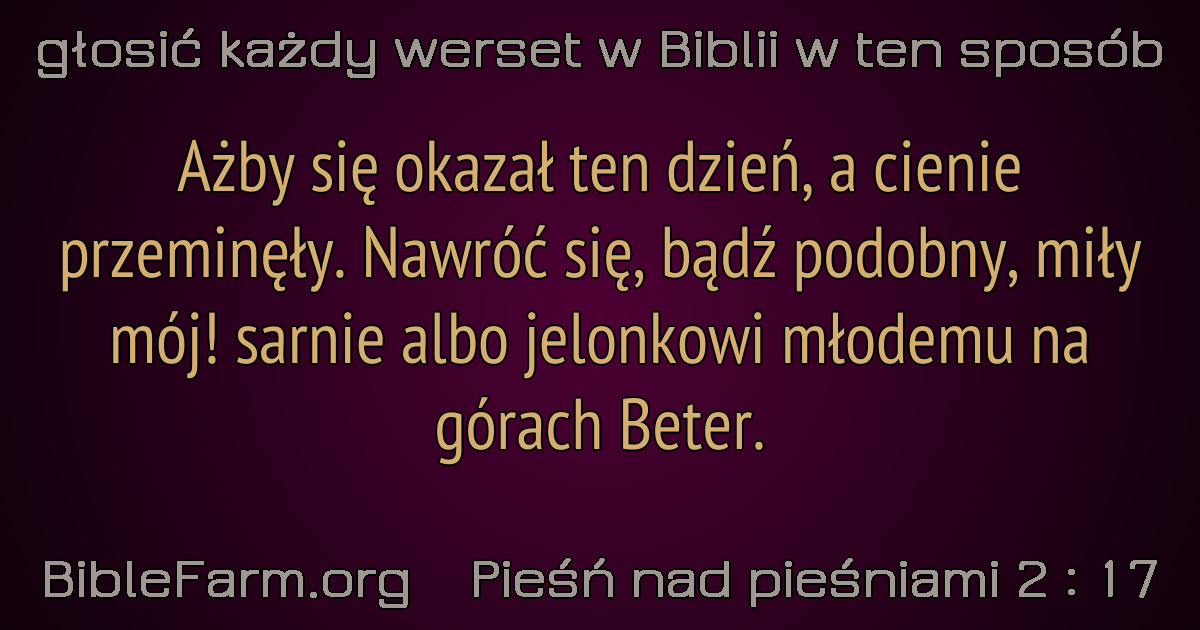 głosić każdy werset w Biblii w ten sposób
Ażby się okazał ten dzień, a cienie
przeminęły. Nawróć się, bądź podobny, miły
mój! sarnie albo jelonkowi młodemu na
górach Beter.
BibleFarm.org Pieśń nad pieśniami 2 : 17